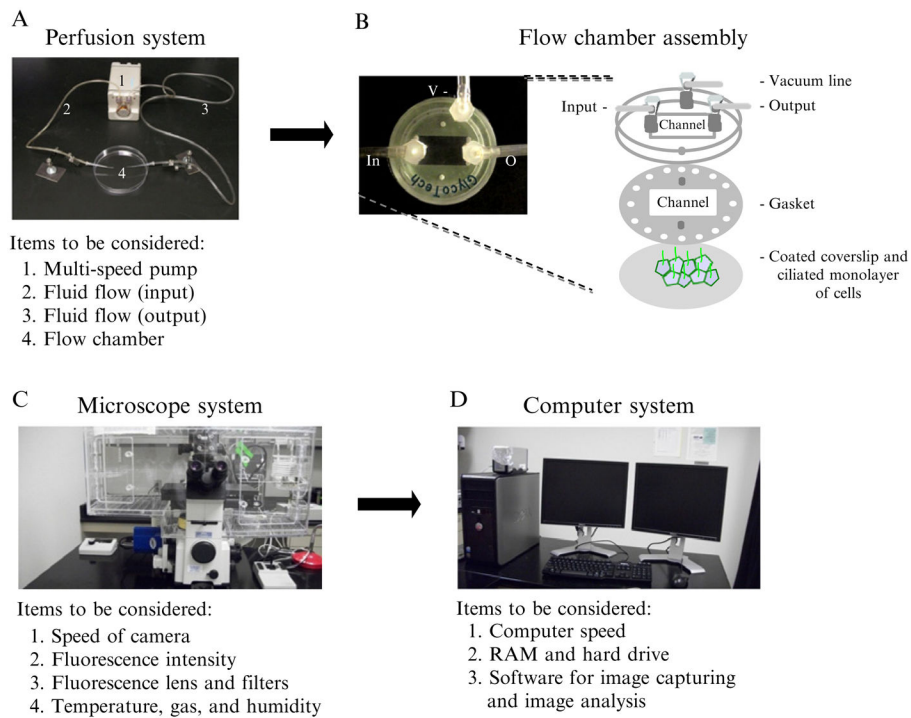 A
Perfusion system
1
2
3
4
Items to be considered:
1. Multi-speed pump
2. Fluid flow (input)
3. Fluid flow (output)
4. Flow chamber
B
Flow chamber assembly
V -
In
O
GlycoTech
- Vacuum line
Input -
- Output
Channel
Channel
- Gasket
- Coated coverslip and
ciliated monolayer
of cells
C
Microscope system
Items to be considered:
1. Speed of camera
2. Fluorescence intensity
3. Fluorescence lens and filters
4. Temperature, gas, and humidity
D
Computer system
Items to be considered:
1. Computer speed
2. RAM and hard drive
3. Software for image capturing
and image analysis